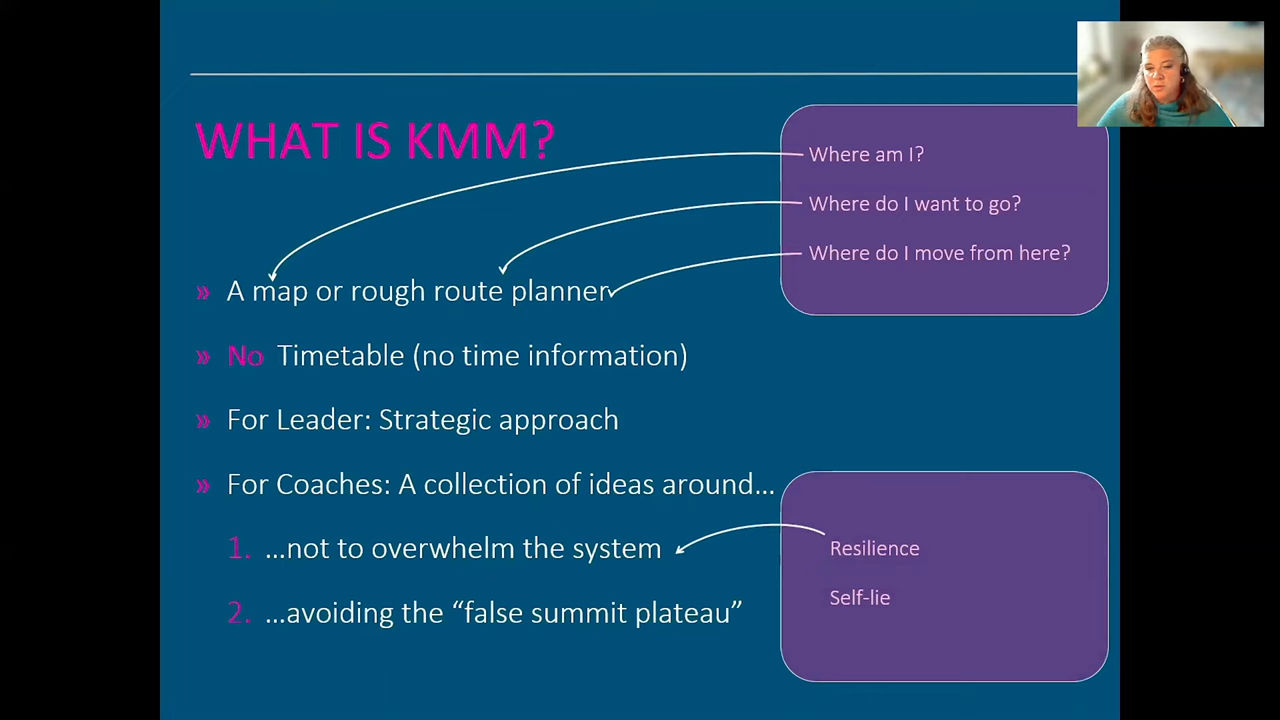 WHAT IS KMM?
Where am I?
Where do I want to go?
Where do I move from here?
» A map or rough route planner
» No Timetable (no time information)
» For Leader: Strategic approach
» For Coaches: A collection of ideas around…
1. …not to overwhelm the system
2. …avoiding the “false summit plateau”
Resilience
Self-lie